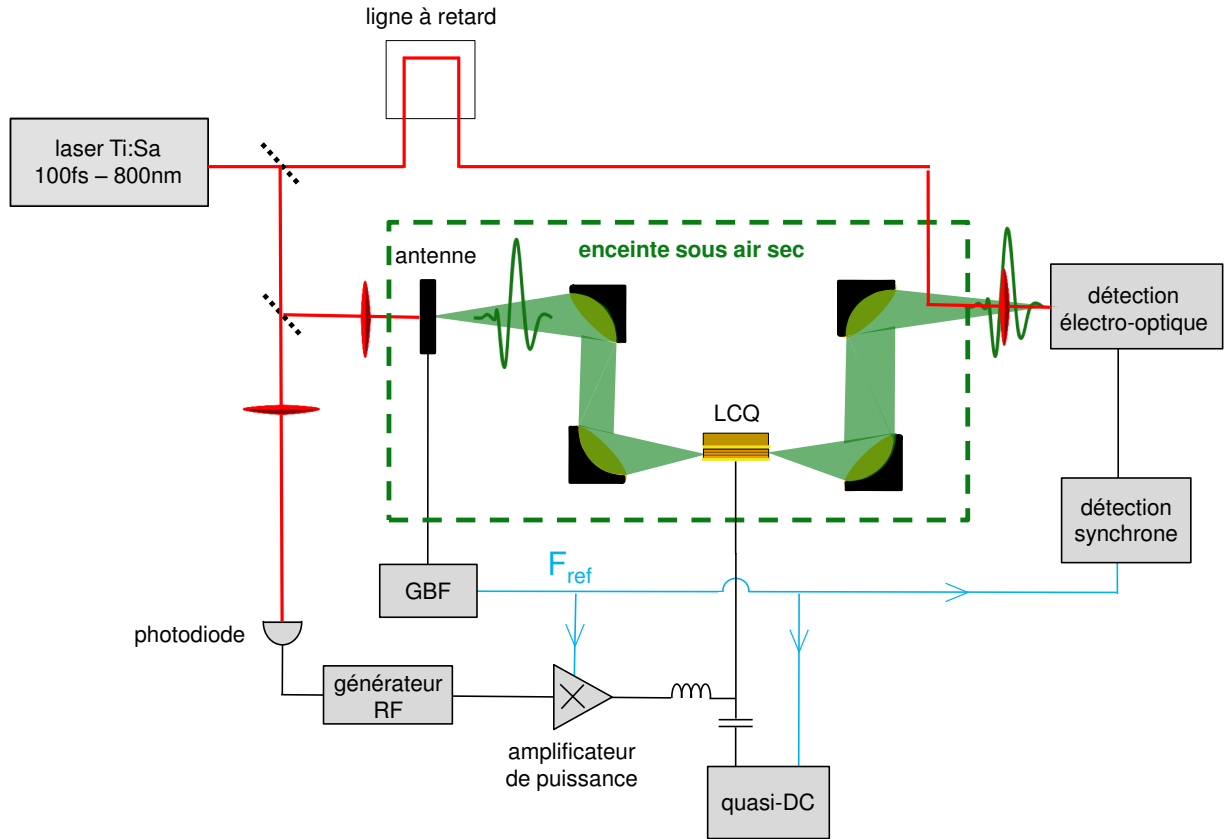 ligne à retard
laser Ti:Sa
100fs – 800nm
enceinte sous air sec
antenne
détection
électro-optique
LCQ
détection
synchrone
F_ref
GBF
photodiode
générateur
RF
amplificateur
de puissance
quasi-DC